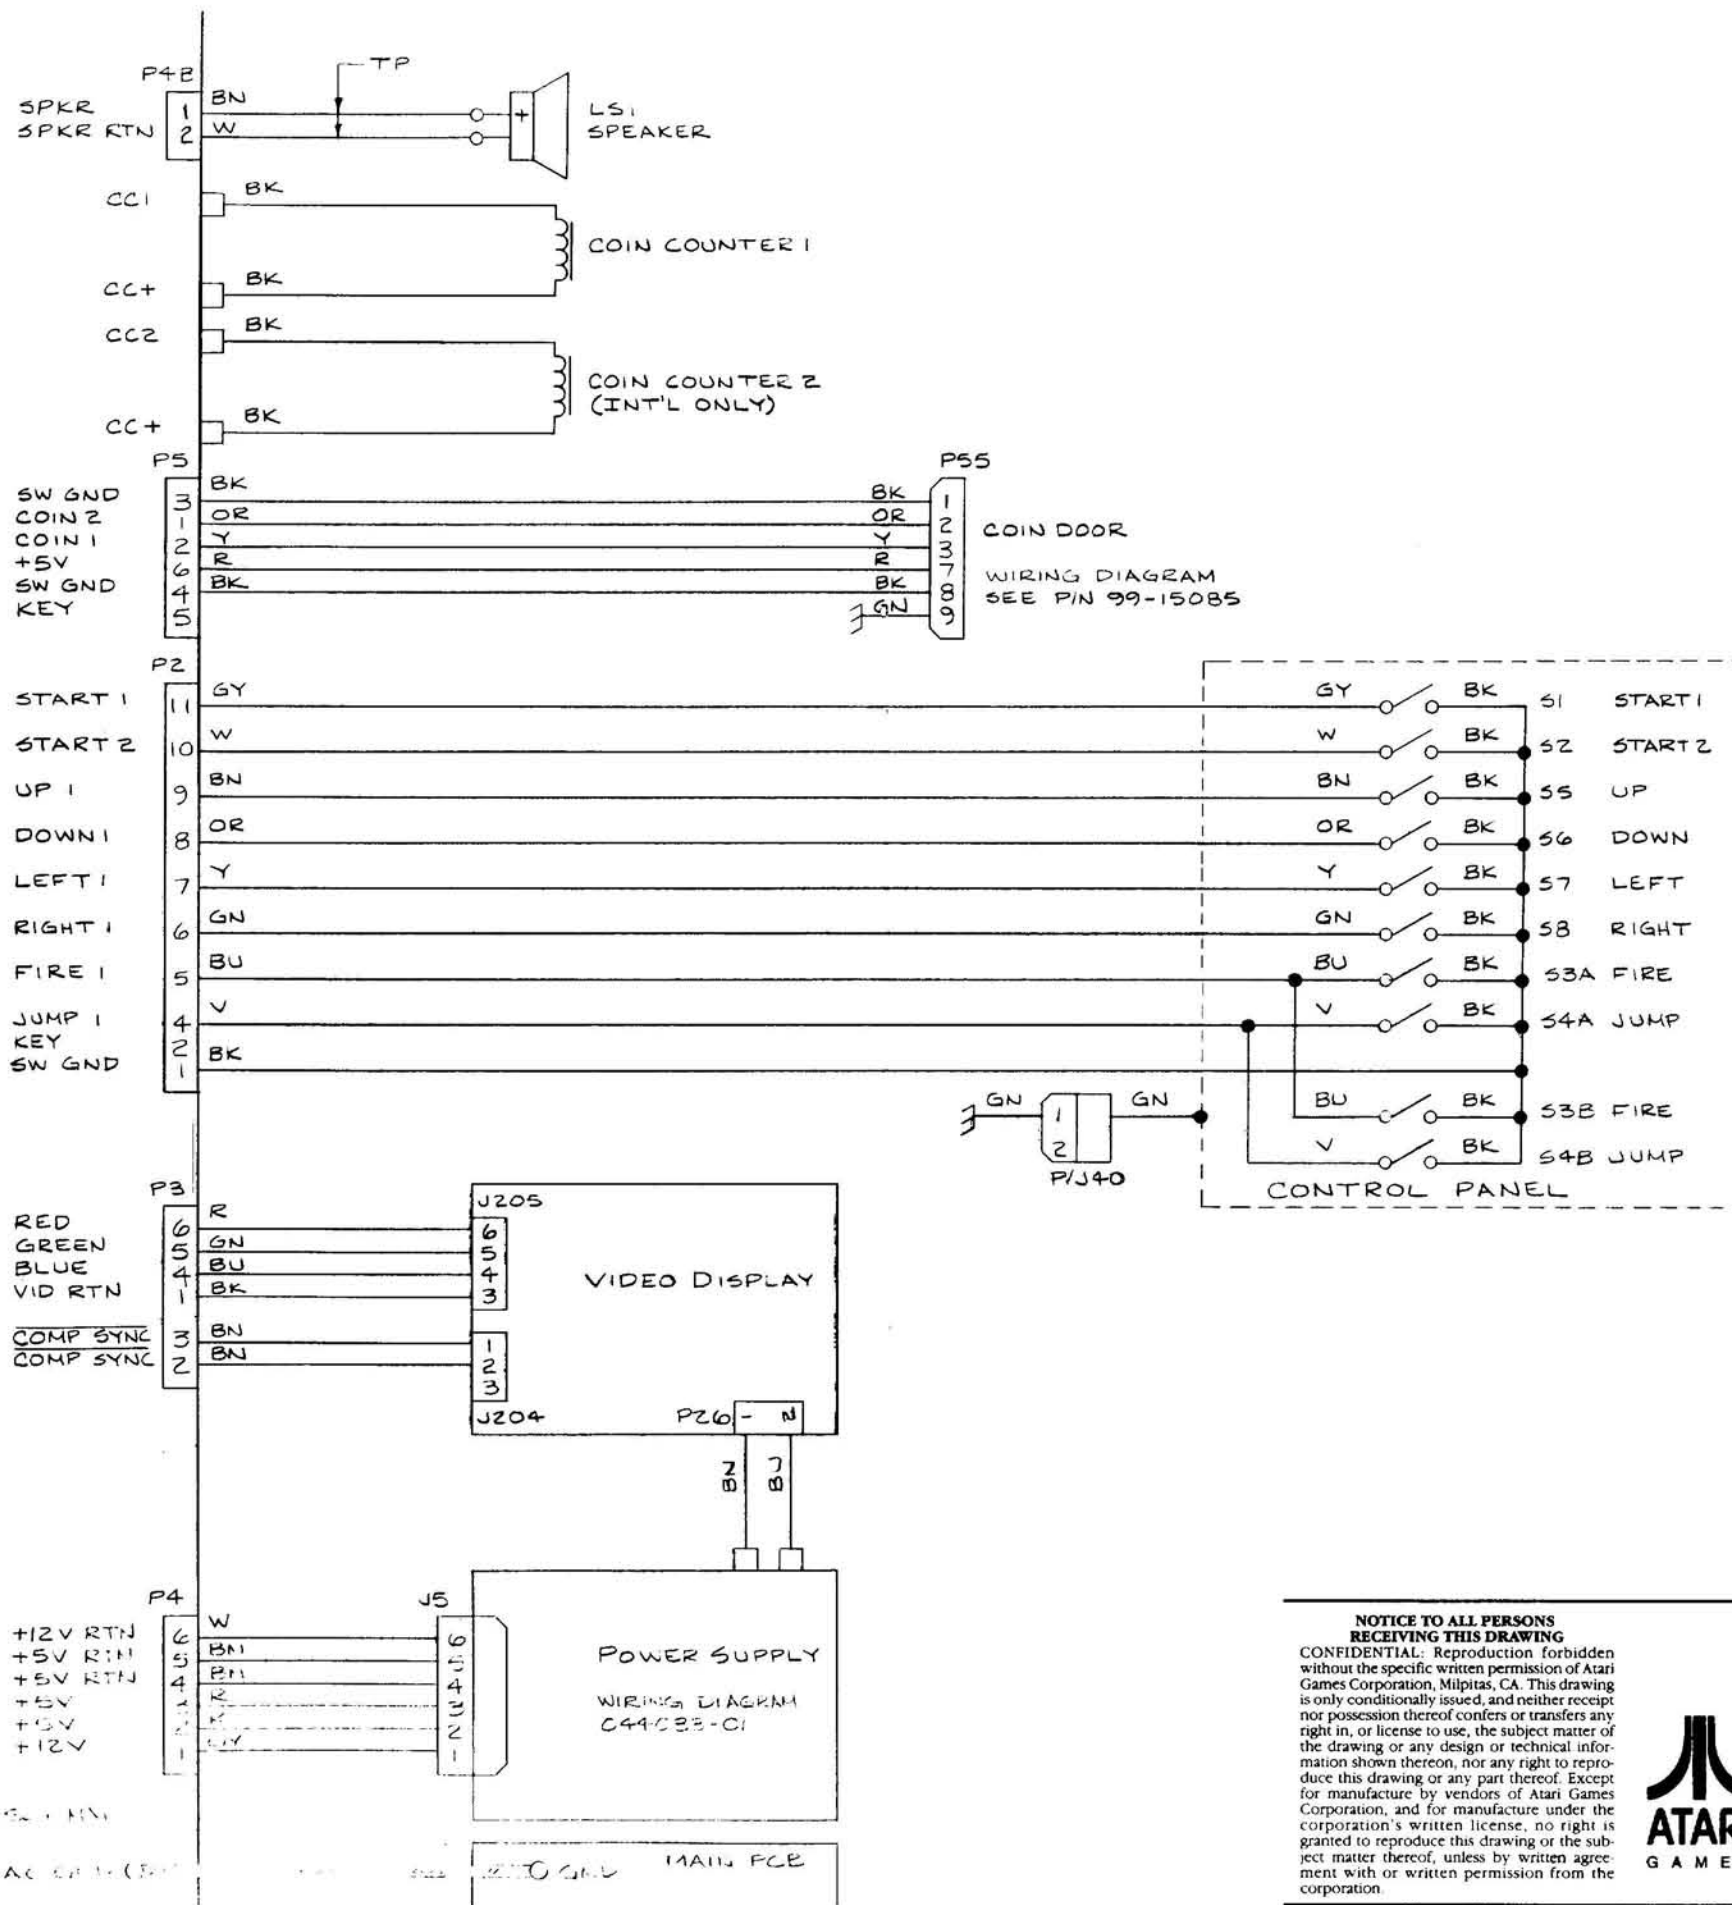 TP
P4B
SPKR 1 BN + LS1
SPKR RTN 2 W SPEAKER
CC1 BK
COIN COUNTER 1
CC+ BK
CC2 BK
COIN COUNTER 2
(INT'L ONLY)
CC+ BK
P5 P55
SW GND 3 BK BK 1
COIN 2 1 OR OR 2 COIN DOOR
COIN 1 2 Y Y 3
+5V 6 R R 7 WIRING DIAGRAM
SW GND 4 BK BK 8 SEE P/N 99-15085
KEY 5 GN 9
P2
START 1 11 GY GY BK S1 START 1
START 2 10 W W BK S2 START 2
UP 1 9 BN BN BK S5 UP
DOWN 1 8 OR OR BK S6 DOWN
LEFT 1 7 Y Y BK S7 LEFT
RIGHT 1 6 GN GN BK S8 RIGHT
FIRE 1 5 BU BU BK S3A FIRE
JUMP 1 4 V V BK S4A JUMP
KEY 2
SW GND 1 BK
GN 1 GN BU BK S3B FIRE
2 V BK S4B JUMP
P/J40 CONTROL PANEL
P3 J205
RED 6 R 6
GREEN 5 GN 5
BLUE 4 BU 4 VIDEO DISPLAY
VID RTN 1 BK 3
COMP SYNC 3 BN 1
COMP SYNC 2 BN 2
3
J204 P26 1 2
BN BU
P4 J5
+12V RTN 6 W 6
+5V RTN 5 5 POWER SUPPLY
+5V RTN 4 4
+5V 3 R 3 WIRING DIAGRAM
+5V 2 R 2
+12V 1 1
GND MAIN PCB
NOTICE TO ALL PERSONS
RECEIVING THIS DRAWING
CONFIDENTIAL: Reproduction forbidden
without the specific written permission of Atari
Games Corporation, Milpitas, CA. This drawing
is only conditionally issued, and neither receipt
nor possession thereof confers or transfers any
right in, or license to use, the subject matter of
the drawing or any design or technical infor-
mation shown thereon, nor any right to repro-
duce this drawing or any part thereof. Except
for manufacture by vendors of Atari Games
Corporation, and for manufacture under the
corporation's written license, no right is
granted to reproduce this drawing or the sub-
ject matter thereof, unless by written agree-
ment with or written permission from the
corporation.
ATAR
GAME